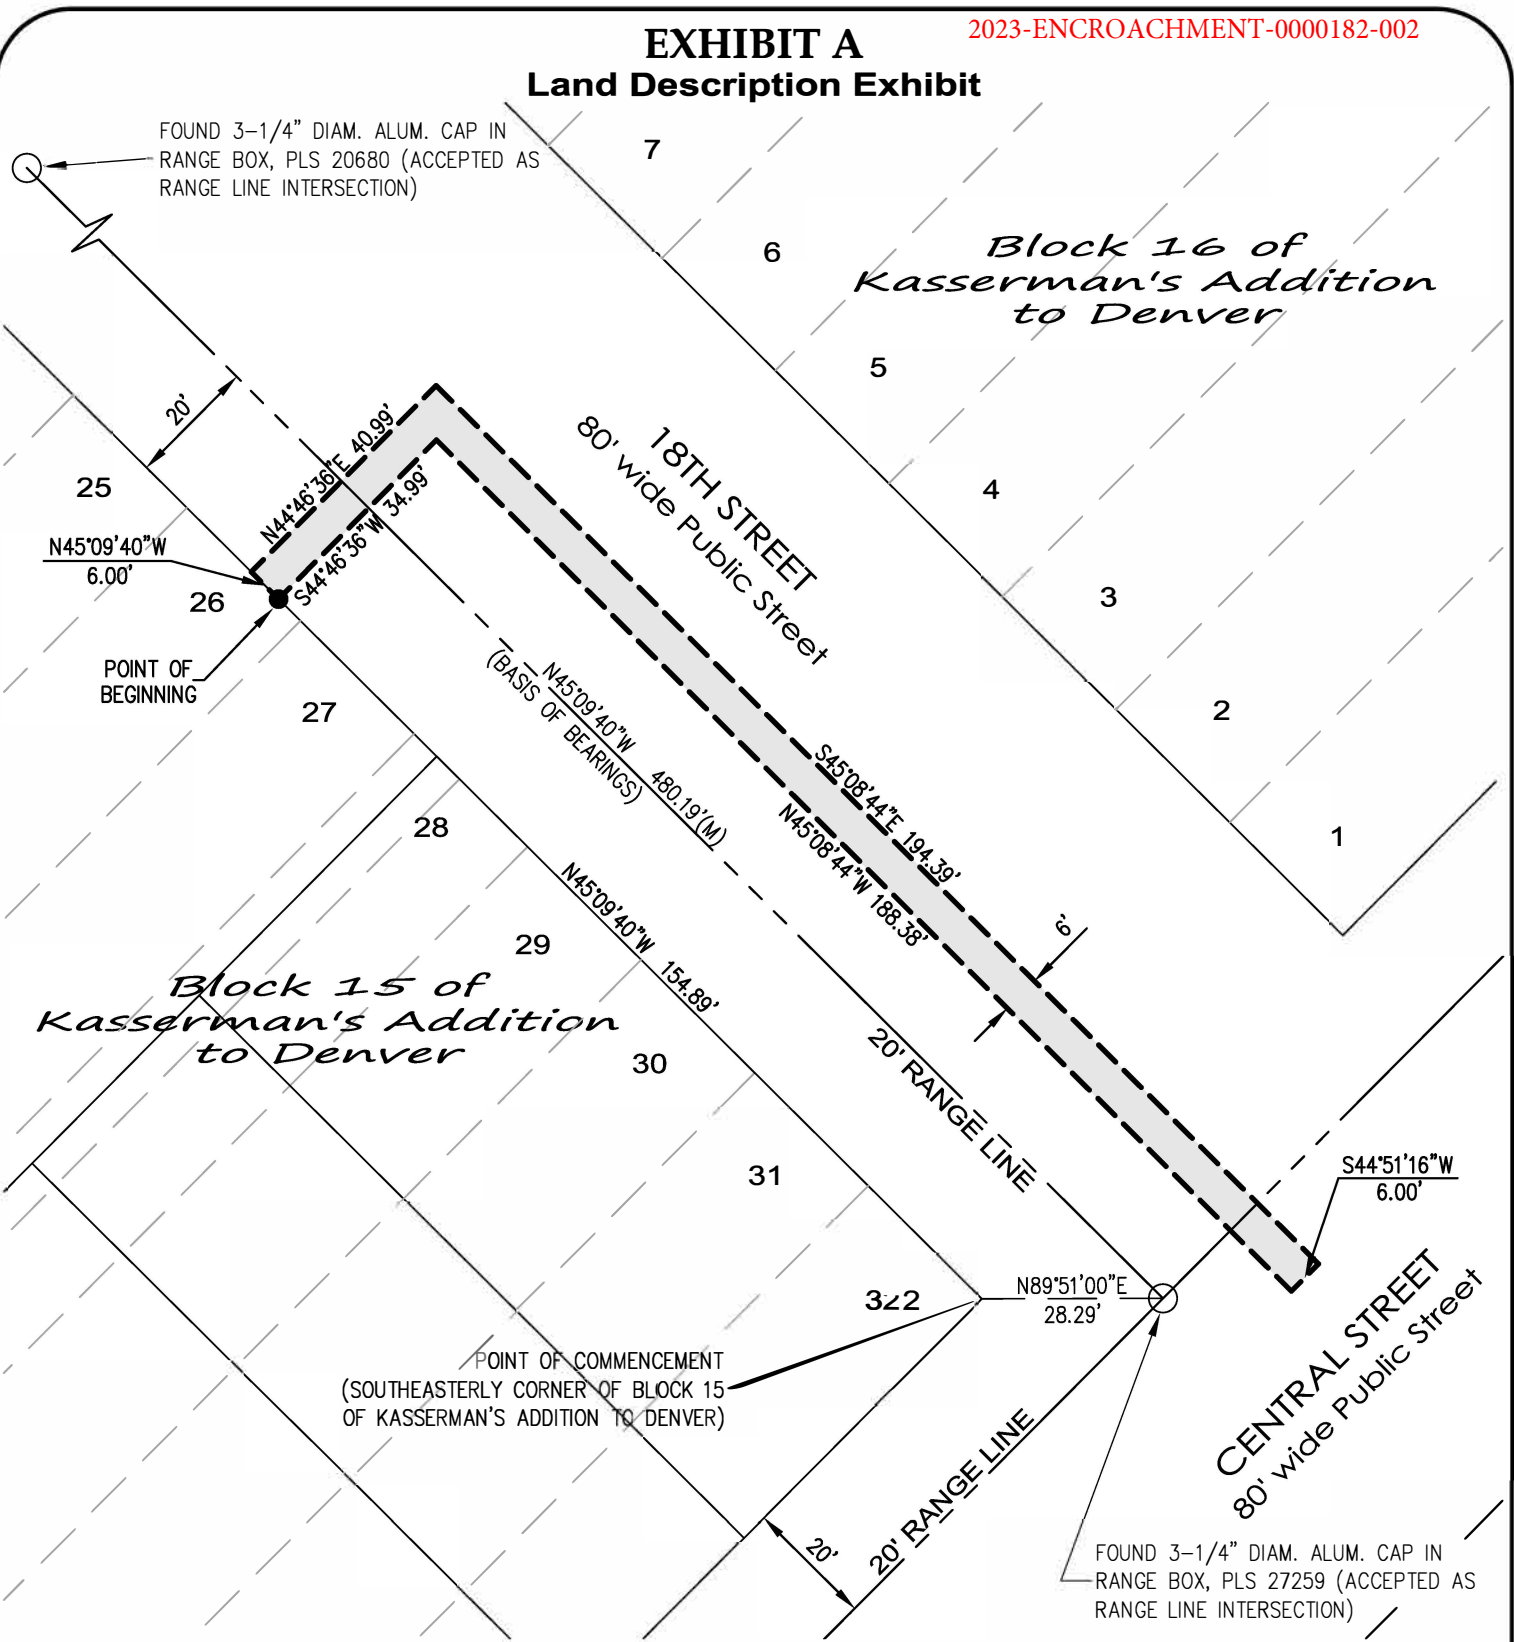 2023-ENCROACHMENT-0000182-002
EXHIBIT A
Land Description Exhibit
FOUND 3-1/4" DIAM. ALUM. CAP IN
RANGE BOX, PLS 20680 (ACCEPTED AS
RANGE LINE INTERSECTION)
7
6
Block 16 of
Kasserman's Addition
to Denver
5
4
3
2
1
18TH STREET
80' wide Public Street
20'
25
N44°46'36"E 40.99'
S44°46'36"W 34.99'
N45°09'40"W
6.00'
26
POINT OF
BEGINNING
27
N45°09'40"W 480.19'(M)
(BASIS OF BEARINGS)
S45°08'44"E 194.39'
N45°08'44"W 188.38'
28
N45°09'40"W 154.89'
6'
29
Block 15 of
Kasserman's Addition
to Denver
30
20' RANGE LINE
31
S44°51'16"W
6.00'
N89°51'00"E
28.29'
POINT OF COMMENCEMENT
(SOUTHEASTERLY CORNER OF BLOCK 15
OF KASSERMAN'S ADDITION TO DENVER)
CENTRAL STREET
80' wide Public Street
20' RANGE LINE
20'
FOUND 3-1/4" DIAM. ALUM. CAP IN
RANGE BOX, PLS 27259 (ACCEPTED AS
RANGE LINE INTERSECTION)